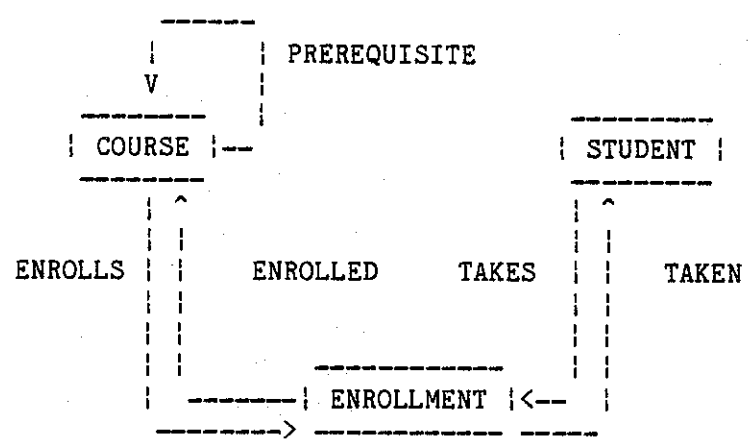 PREREQUISITE
V
COURSE STUDENT
ENROLLS ENROLLED TAKES TAKEN
ENROLLMENT